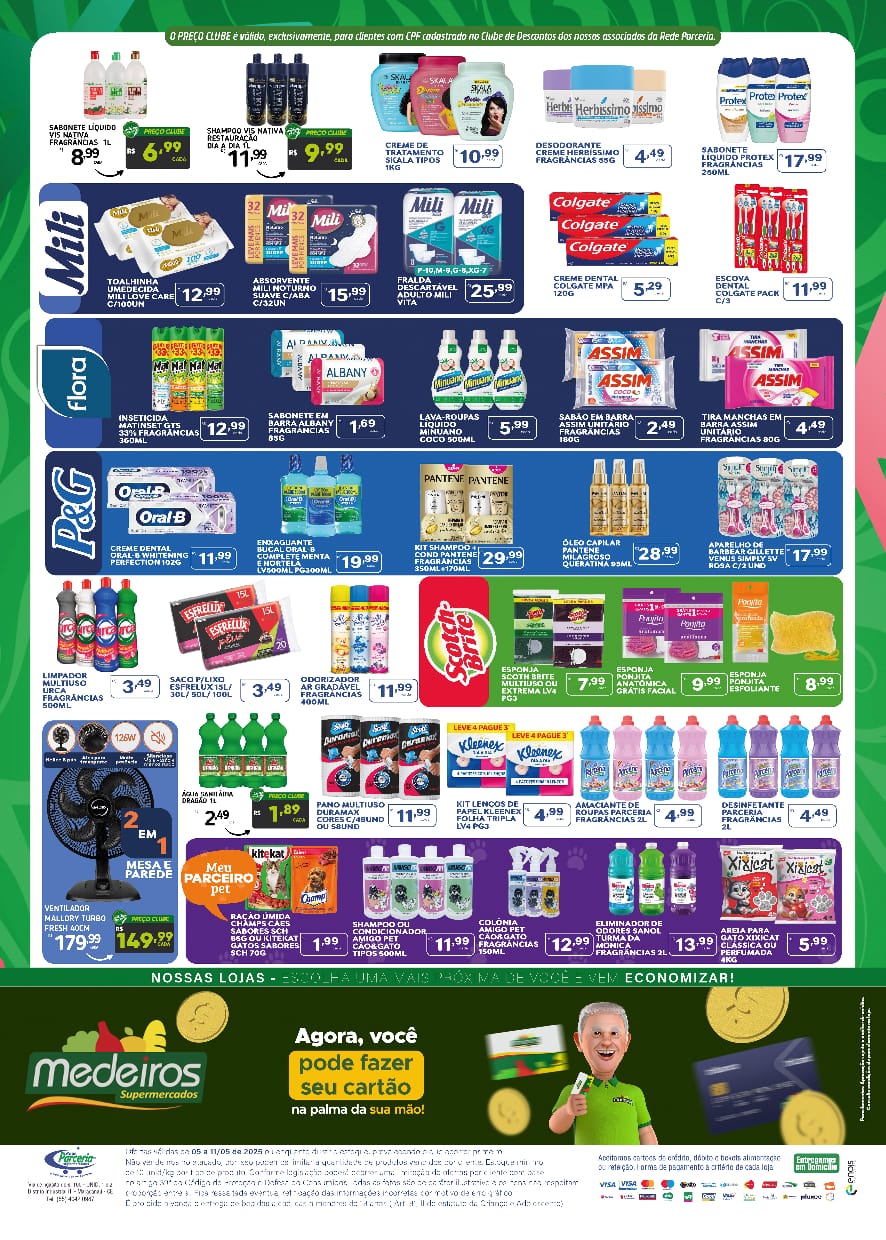 O PREÇO CLUBE é válido, exclusivamente, para clientes com CPF cadastrado no Clube de Descontos dos nossos associados da Rede Parceria.
SABONETE LÍQUIDO
VIS NATIVA
FRAGRÂNCIAS 1L
R$ 8,99
PREÇO CLUBE
R$ 6,99
CADA
SHAMPOO VIS NATIVA
RESTAURAÇÃO
DIA A DIA 1L
R$ 11,99
PREÇO CLUBE
R$ 9,99
CADA
CREME DE
TRATAMENTO
SKALA TIPOS
1KG
10,99
DESODORANTE
CREME HERBÍSSIMO
FRAGRÂNCIAS 55G
4,49
SABONETE
LÍQUIDO PROTEX
FRAGRÂNCIAS
250ML
17,99
Mili
TOALHINHA
UMEDECIDA
MILI LOVE CARE
C/100UN
12,99
ABSORVENTE
MILI NOTURNO
SUAVE C/ABA
C/32UN
15,99
P-10,M-9,G-8,XG-7
FRALDA
DESCARTÁVEL
ADULTO MILI
VITA
25,99
CREME DENTAL
COLGATE MPA
120G
5,29
ESCOVA
DENTAL
COLGATE PACK
C/3
11,99
flora
INSETICIDA
MATINSET GTS
33% FRAGRÂNCIAS
360ML
12,99
SABONETE EM
BARRA ALBANY
FRAGRÂNCIAS
85G
1,69
LAVA-ROUPAS
LÍQUIDO
MINUANO
COCO 500ML
5,99
SABÃO EM BARRA
ASSIM UNITÁRIO
FRAGRÂNCIAS
160G
2,49
TIRA MANCHAS EM
BARRA ASSIM
UNITÁRIO
FRAGRÂNCIAS 80G
4,49
P&G
CREME DENTAL
ORAL-B WHITENING
PERFECTION 102G
11,99
ENXAGUANTE
BUCAL ORAL-B
COMPLETE MENTA
E HORTELÃ
LV500ML PG300ML
19,99
KIT SHAMPOO +
COND PANTENE
FRAGRÂNCIAS
350ML+170ML
29,99
ÓLEO CAPILAR
PANTENE
MILAGROSO
QUERATINA 95ML
28,99
APARELHO DE
BARBEAR GILLETTE
VENUS SIMPLY SV
ROSA C/2 UND
17,99
LIMPADOR
MULTIUSO
URCA
FRAGRÂNCIAS
500ML
3,49
SACO P/LIXO
ESFRELUX 15L/
30L/ 50L/ 100L
3,49
ODORIZADOR
AR GRADÁVEL
FRAGRÂNCIAS
400ML
11,99
Scotch
Brite
ESPONJA
SCOTH BRITE
MULTIUSO OU
EXTREMA LV4
PG3
7,99
ESPONJA
PONJITA
ANATÔMICA
GRÁTIS FACIAL
9,99
ESPONJA
PONJITA
ESFOLIANTE
8,99
126W
Silencioso
2 EM 1
MESA E
PAREDE
VENTILADOR
MALLORY TURBO
FRESH 40CM
179,99
PREÇO CLUBE
R$ 149,99
CADA
ÁGUA SANITÁRIA
DRAGÃO 1L
2,49
PREÇO CLUBE
R$ 1,89
CADA
PANO MULTIUSO
DURAMAX
CORES C/48UND
OU 58UND
11,99
LEVE 4 PAGUE 3
KIT LENÇOS DE
PAPEL KLEENEX
FOLHA TRIPLA
LV4 PG3
4,99
AMACIANTE DE
ROUPAS PARCERIA
FRAGRÂNCIAS 2L
4,99
DESINFETANTE
PARCERIA
FRAGRÂNCIAS
2L
4,49
Meu
PARCEIRO
pet
RAÇÃO ÚMIDA
CHAMPS CÃES
SABORES SCH
85G OU KITEKAT
GATOS SABORES
SCH 70G
1,99
SHAMPOO OU
CONDICIONADOR
AMIGO PET
CÃO&GATO
TIPOS 500ML
11,99
COLÔNIA
AMIGO PET
CÃO&GATO
FRAGRÂNCIAS
150ML
12,99
ELIMINADOR DE
ODORES SANOL
TURMA DA
MÔNICA
FRAGRÂNCIAS 2L
13,99
AREIA PARA
GATO XIXICAT
CLÁSSICA OU
PERFUMADA
4KG
5,99
NOSSAS LOJAS - ESCOLHA UMA MAIS PRÓXIMA DE VOCÊ E VEM ECONOMIZAR!
medeiros
Supermercados
Agora, você
pode fazer
seu cartão
na palma da sua mão!
Parceria
Ofertas válidas de 05 a 11/05 de 2025
Aceitamos cartões de crédito, débito e tickets alimentação
ou refeição. Forma de pagamento a critério de cada loja.
Entregamos
em Domicílio
engis